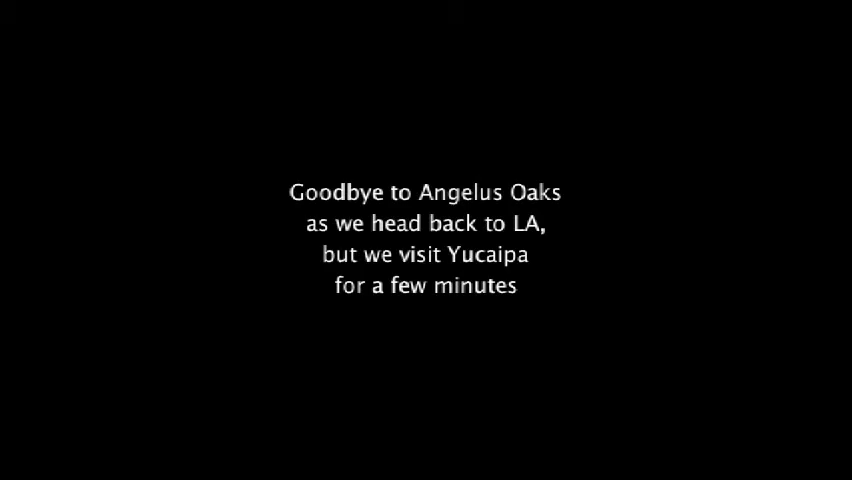 Goodbye to Angelus Oaks
as we head back to LA,
but we visit Yucaipa
for a few minutes